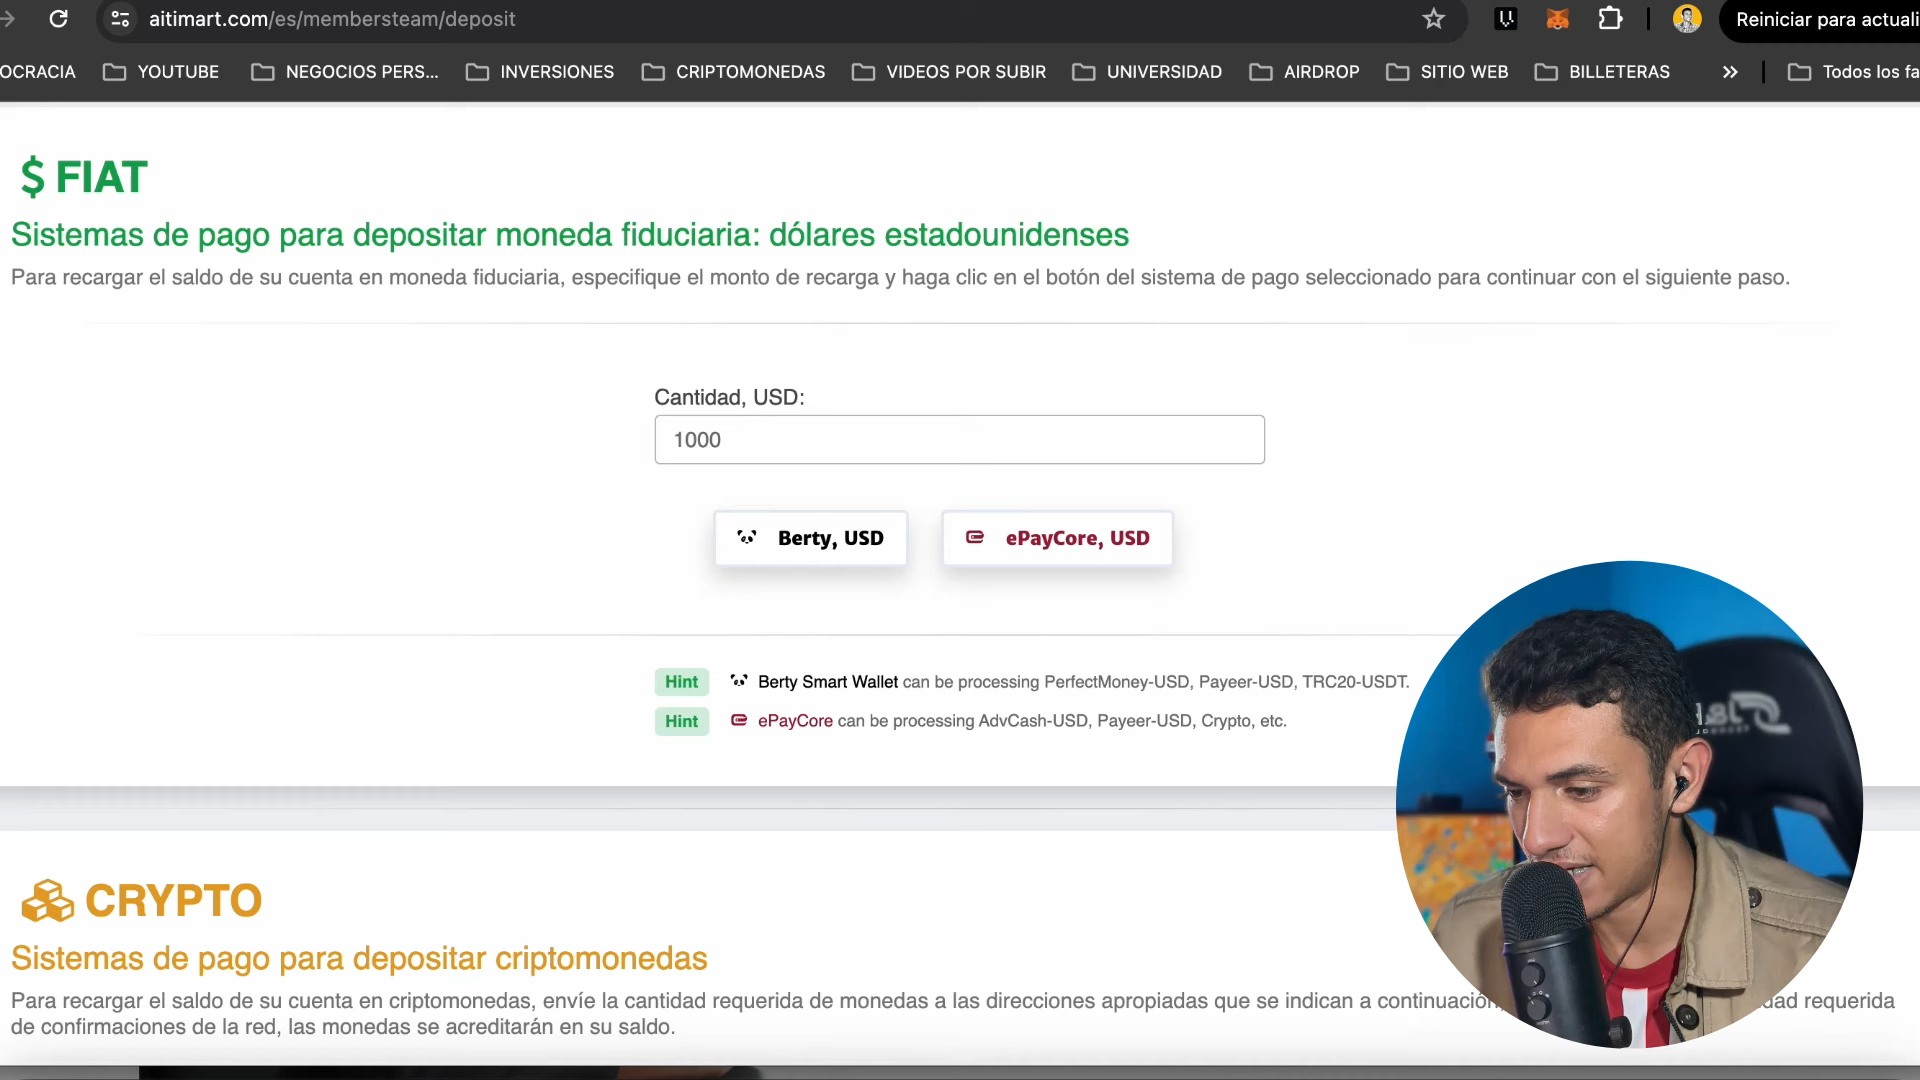 aitimart.com/es/membersteam/deposit
Reiniciar para actuali
OCRACIA
YOUTUBE
NEGOCIOS PERS...
INVERSIONES
CRIPTOMONEDAS
VIDEOS POR SUBIR
UNIVERSIDAD
AIRDROP
SITIO WEB
BILLETERAS
Todos los fa
$ FIAT
Sistemas de pago para depositar moneda fiduciaria: dólares estadounidenses
Para recargar el saldo de su cuenta en moneda fiduciaria, especifique el monto de recarga y haga clic en el botón del sistema de pago seleccionado para continuar con el siguiente paso.
Cantidad, USD:
1000
Berty, USD
ePayCore, USD
Hint Berty Smart Wallet can be processing PerfectMoney-USD, Payeer-USD, TRC20-USDT.
Hint ePayCore can be processing AdvCash-USD, Payeer-USD, Crypto, etc.
CRYPTO
Sistemas de pago para depositar criptomonedas
Para recargar el saldo de su cuenta en criptomonedas, envíe la cantidad requerida de monedas a las direcciones apropiadas que se indican a continuación, dad requerida
de confirmaciones de la red, las monedas se acreditarán en su saldo.